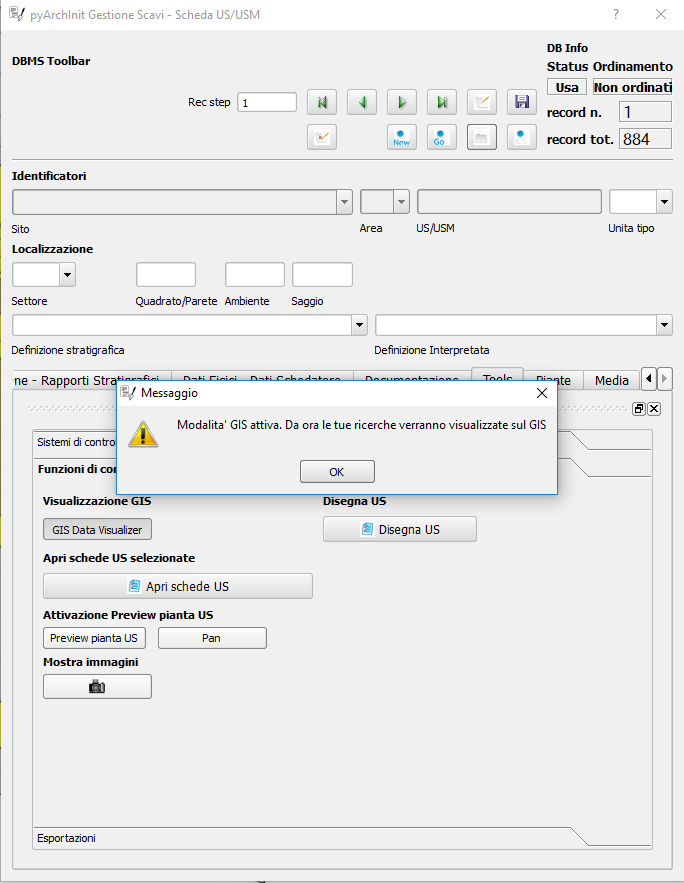 pyArchInit Gestione Scavi - Scheda US/USM
DB Info
DBMS Toolbar
Status Ordinamento
Usa Non ordinati
Rec step 1
record n. 1
New Go
record tot. 884
Identificatori
Sito Area US/USM Unita tipo
Localizzazione
Settore Quadrato/Parete Ambiente Saggio
Definizione stratigrafica Definizione Interpretata
ne - Rapporti Stratigrafici Dati Fisici - Dati Schedatore Documentazione Tools Piante Media
Messaggio
Modalita' GIS attiva. Da ora le tue ricerche verranno visualizzate sul GIS
OK
Sistemi di contro
Funzioni di con
Visualizzazione GIS Disegna US
GIS Data Visualizer Disegna US
Apri schede US selezionate
Apri schede US
Attivazione Preview pianta US
Preview pianta US Pan
Mostra immagini
Esportazioni